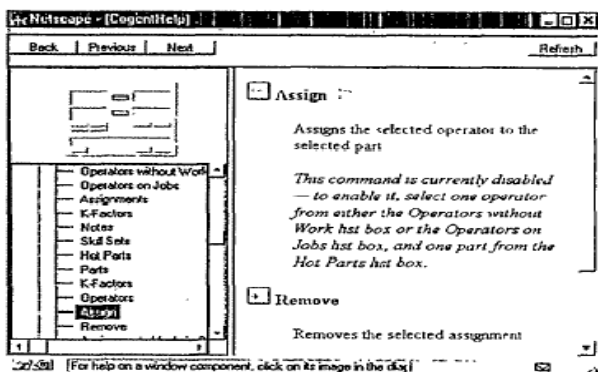 Netscape - [CogentHelp]
Back Previous Next Refresh
Operators without Work
Operators on Jobs
Assignments
K-Factors
Notes
Skill Sets
Hot Parts
Parts
K-Factors
Operators
Assign
Remove
Assign
Assigns the selected operator to the
selected part
This command is currently disabled
— to enable it, select one operator
from either the Operators without
Work list box or the Operators on
Jobs list box, and one part from the
Hot Parts list box.
Remove
Removes the selected assignment
[For help on a window component, click on its image in the diag]